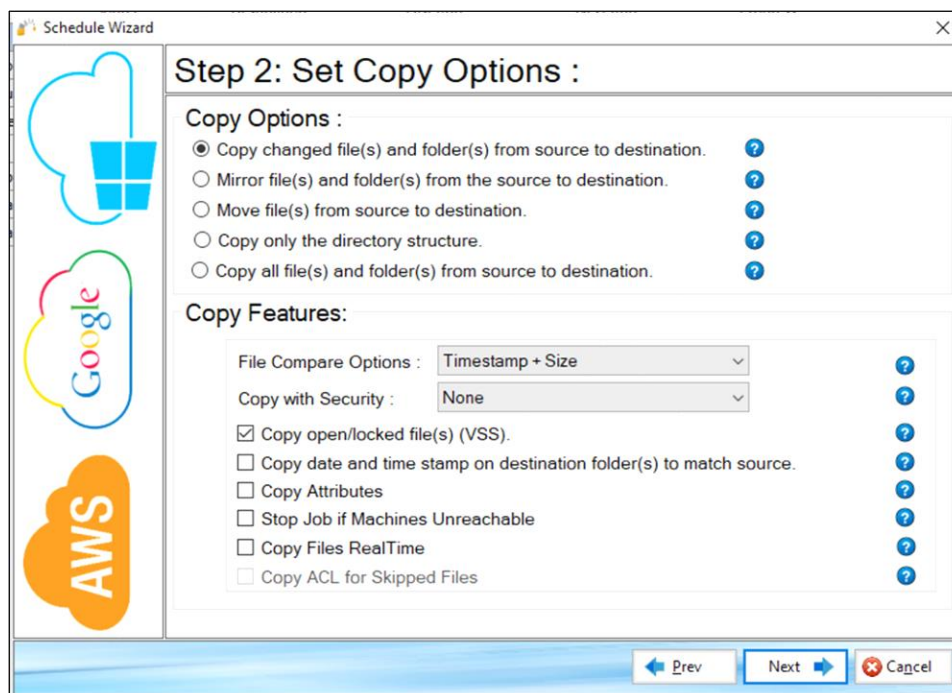 Schedule Wizard
Step 2: Set Copy Options :
Copy Options :
Copy changed file(s) and folder(s) from source to destination.
Mirror file(s) and folder(s) from the source to destination.
Move file(s) from source to destination.
Copy only the directory structure.
Copy all file(s) and folder(s) from source to destination.
Google
AWS
Copy Features:
File Compare Options : Timestamp + Size
Copy with Security : None
Copy open/locked file(s) (VSS).
Copy date and time stamp on destination folder(s) to match source.
Copy Attributes
Stop Job if Machines Unreachable
Copy Files RealTime
Copy ACL for Skipped Files
Prev Next Cancel